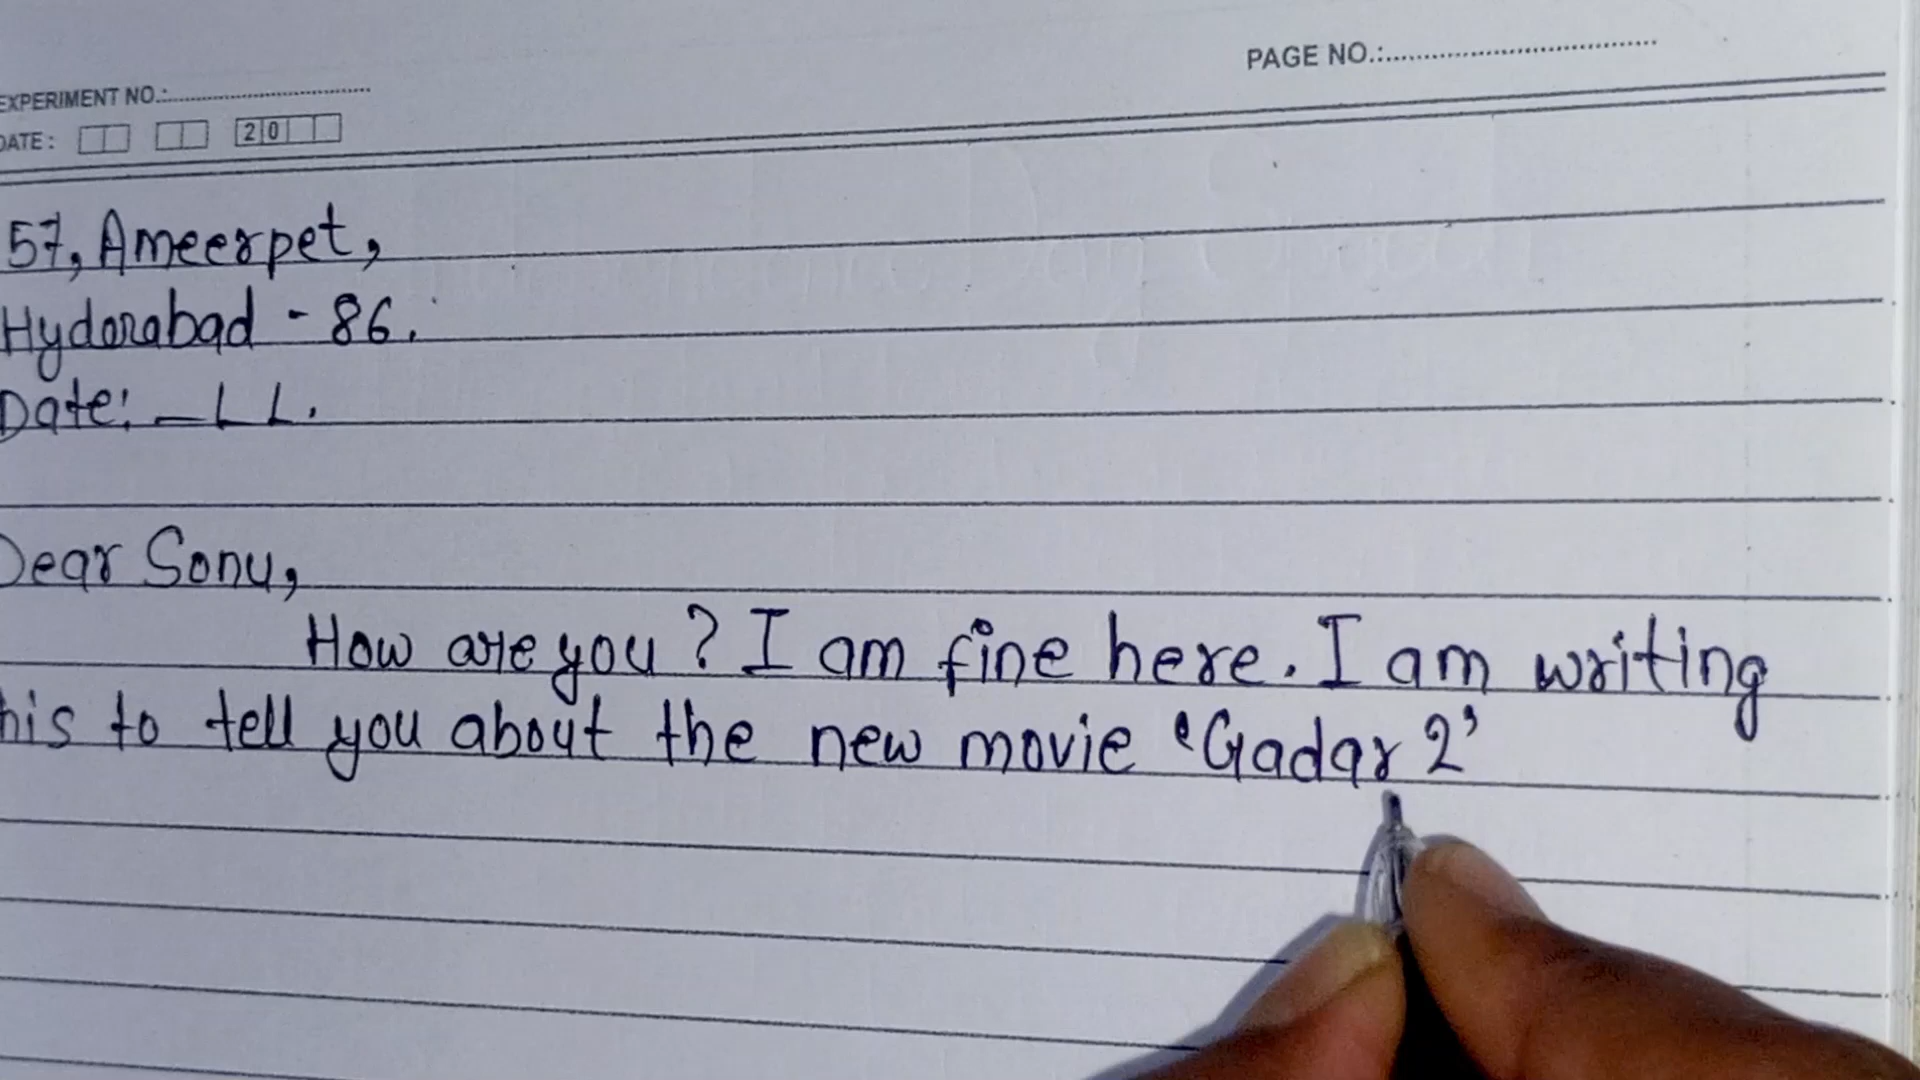 PAGE NO.:
EXPERIMENT NO.:
DATE: 20
57, Ameerpet,
Hyderabad - 86.
Date: _LL.
Dear Sonu,
How are you? I am fine here. I am writing
his to tell you about the new movie 'Gadar 2'